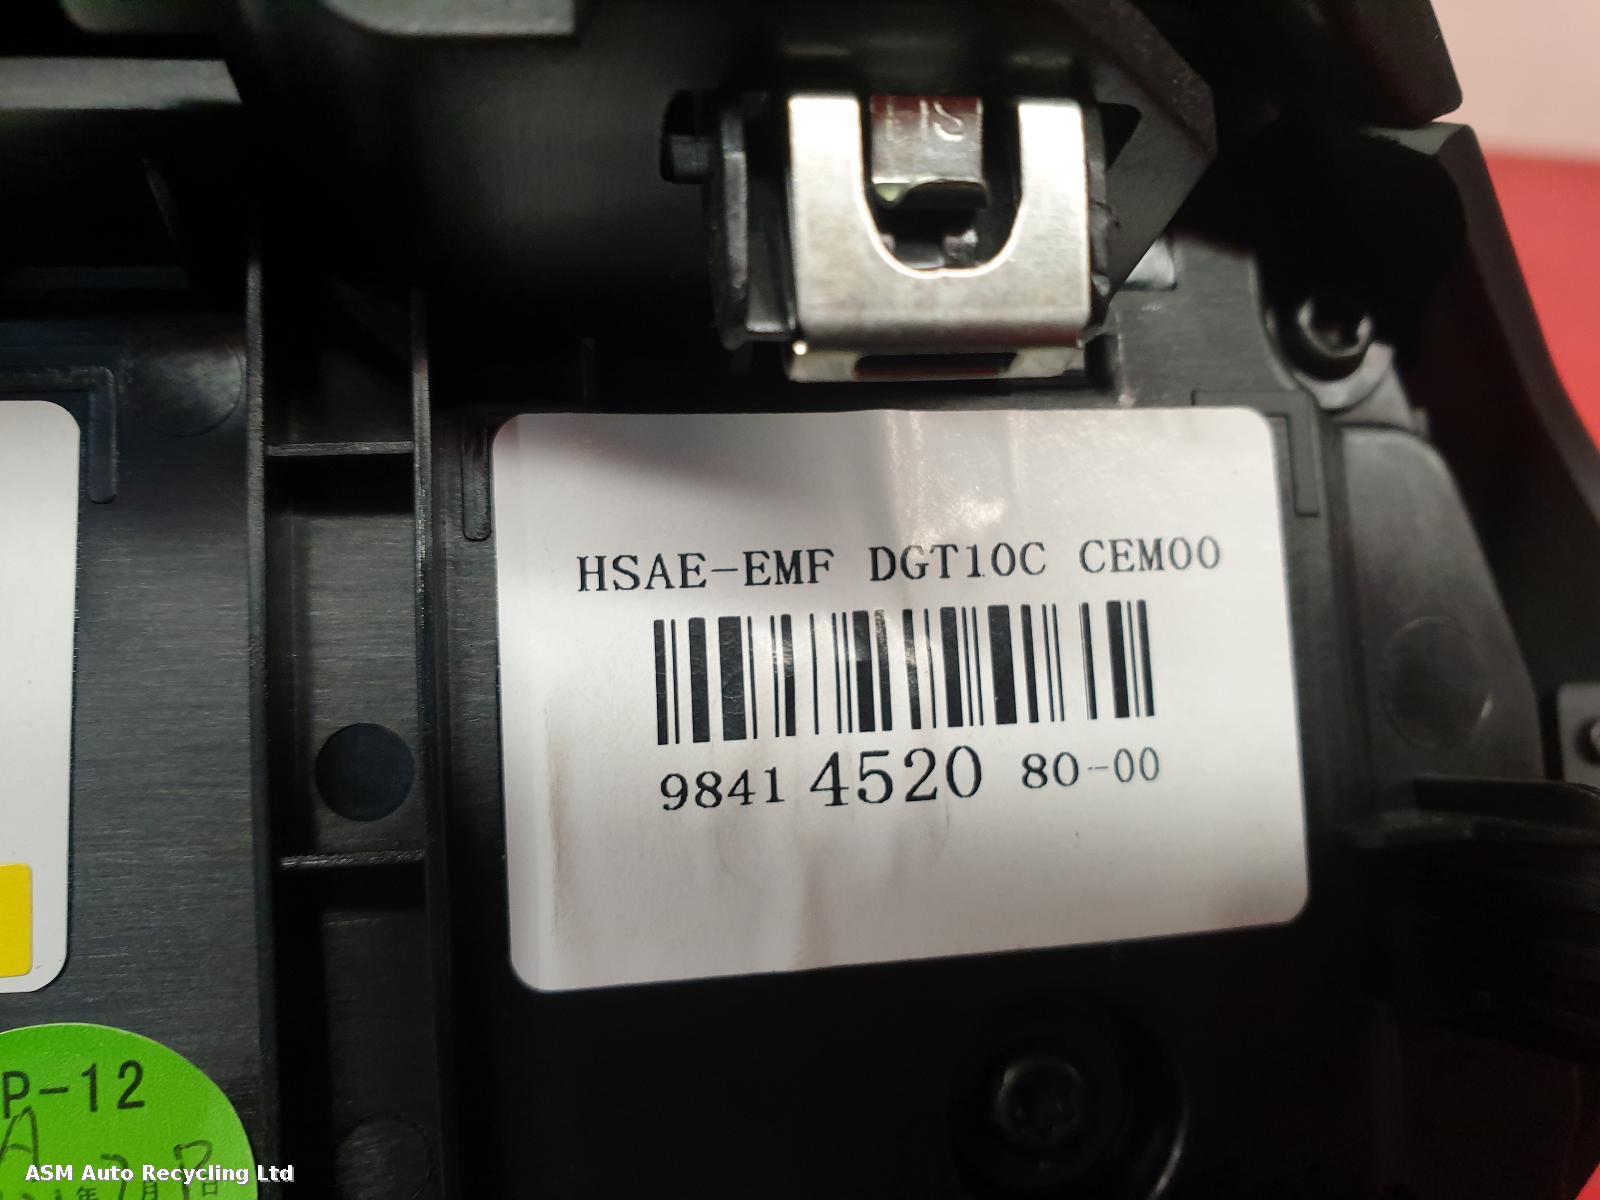 HSAE-EMF DGT10C CEM00
9841 4520 80-00
P-12
A
ASM Auto Recycling Ltd